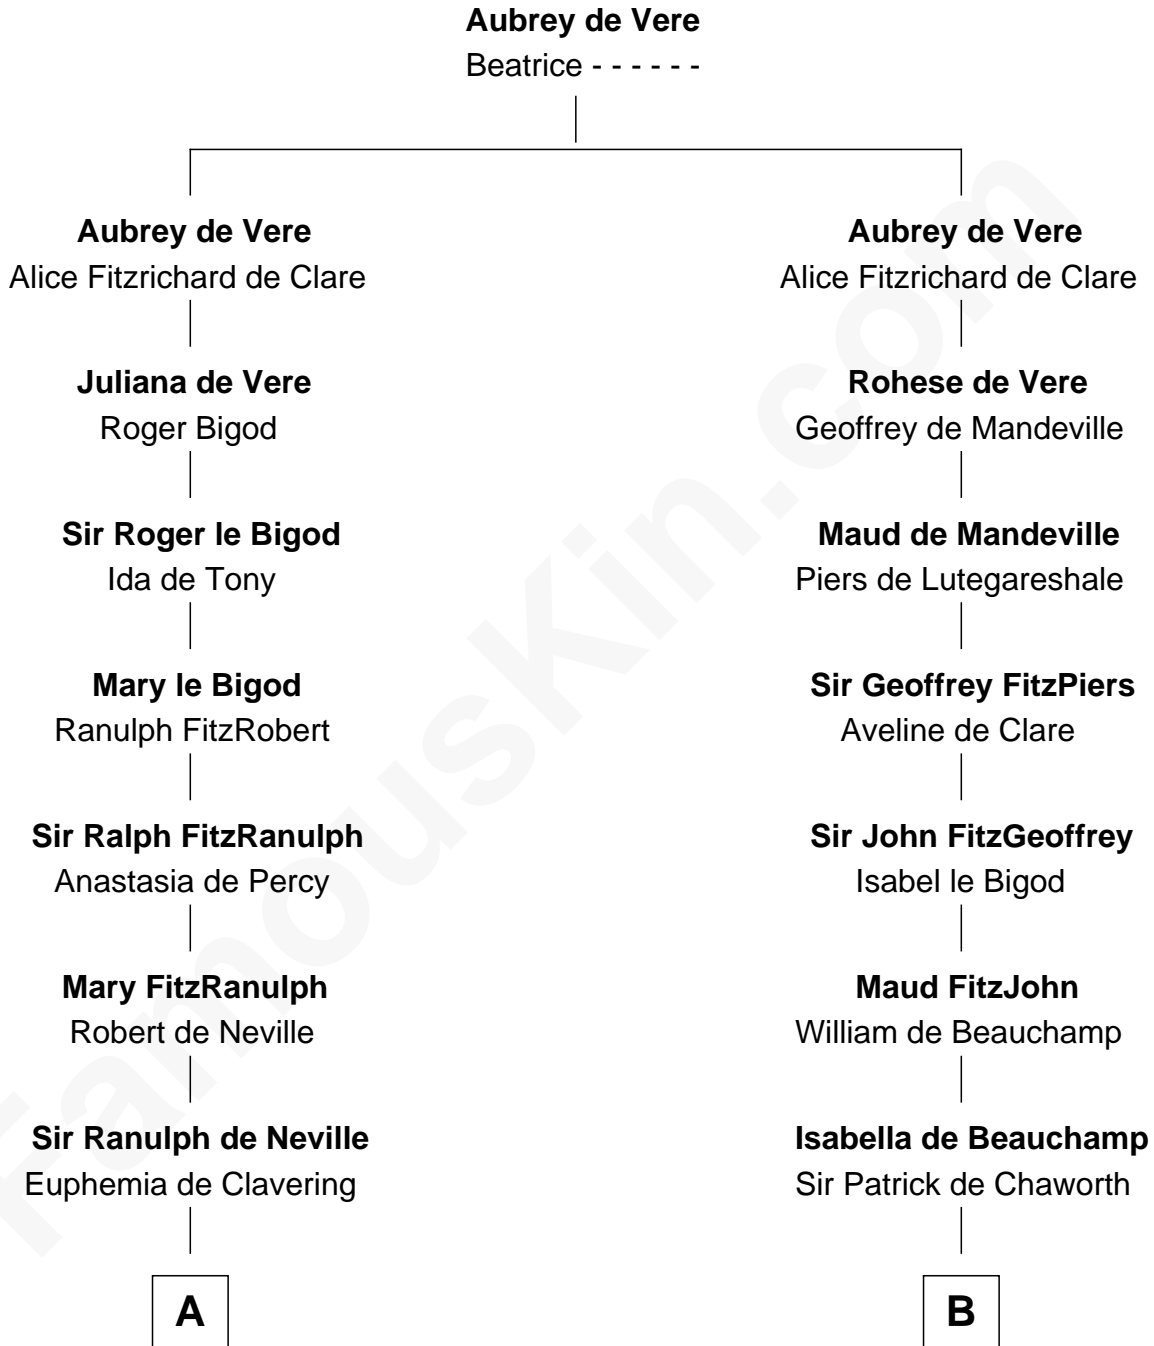 Aubrey de Vere
Beatrice - - - - - -
Aubrey de Vere
Alice Fitzrichard de Clare
Juliana de Vere
Roger Bigod
Sir Roger le Bigod
Ida de Tony
Mary le Bigod
Ranulph FitzRobert
Sir Ralph FitzRanulph
Anastasia de Percy
Mary FitzRanulph
Robert de Neville
Sir Ranulph de Neville
Euphemia de Clavering
A
Aubrey de Vere
Alice Fitzrichard de Clare
Rohese de Vere
Geoffrey de Mandeville
Maud de Mandeville
Piers de Lutegareshale
Sir Geoffrey FitzPiers
Aveline de Clare
Sir John FitzGeoffrey
Isabel le Bigod
Maud FitzJohn
William de Beauchamp
Isabella de Beauchamp
Sir Patrick de Chaworth
B
FamousKin.com